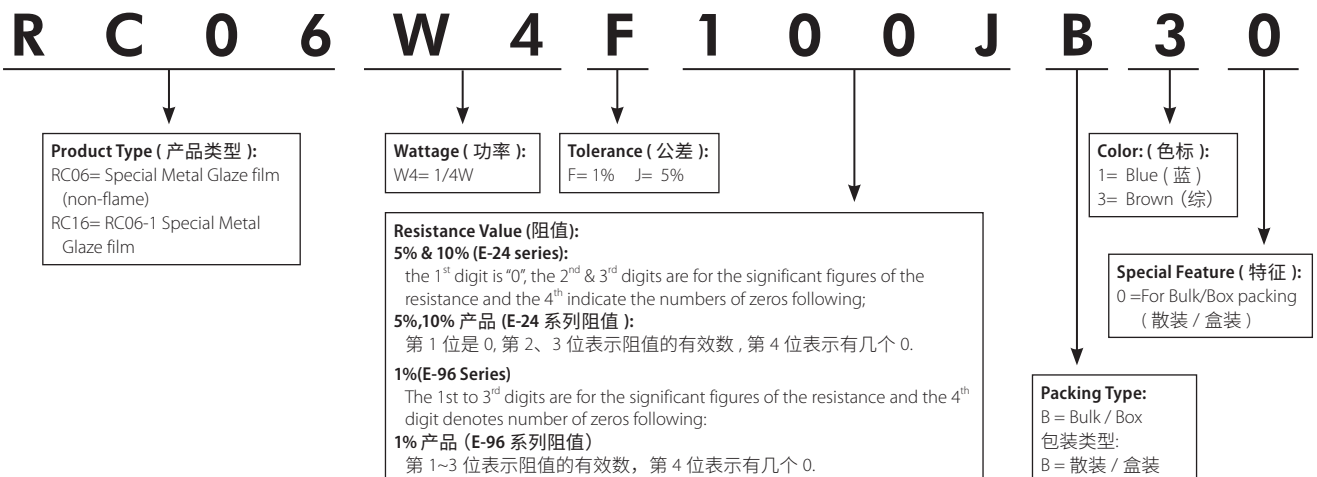 R C 0 6 W 4 F 1 0 0 J B 3 0
Product Type ( 产品类型 ):
RC06= Special Metal Glaze film
(non-flame)
RC16= RC06-1 Special Metal
Glaze film
Wattage ( 功率 ):
W4= 1/4W
Tolerance ( 公差 ):
F= 1% J= 5%
Resistance Value (阻值):
5% & 10% (E-24 series):
the 1st digit is "0", the 2nd & 3rd digits are for the significant figures of the
resistance and the 4th indicate the numbers of zeros following;
5%,10% 产品 (E-24 系列阻值 ):
第 1 位是 0, 第 2、3 位表示阻值的有效数 , 第 4 位表示有几个 0.
1%(E-96 Series)
The 1st to 3rd digits are for the significant figures of the resistance and the 4th
digit denotes number of zeros following:
1% 产品（E-96 系列阻值）
第 1~3 位表示阻值的有效数，第 4 位表示有几个 0.
Color: ( 色标 ):
1= Blue ( 蓝 )
3= Brown（综）
Special Feature ( 特征 ):
0 =For Bulk/Box packing
( 散装 / 盒装 )
Packing Type:
B = Bulk / Box
包装类型:
B = 散装 / 盒装